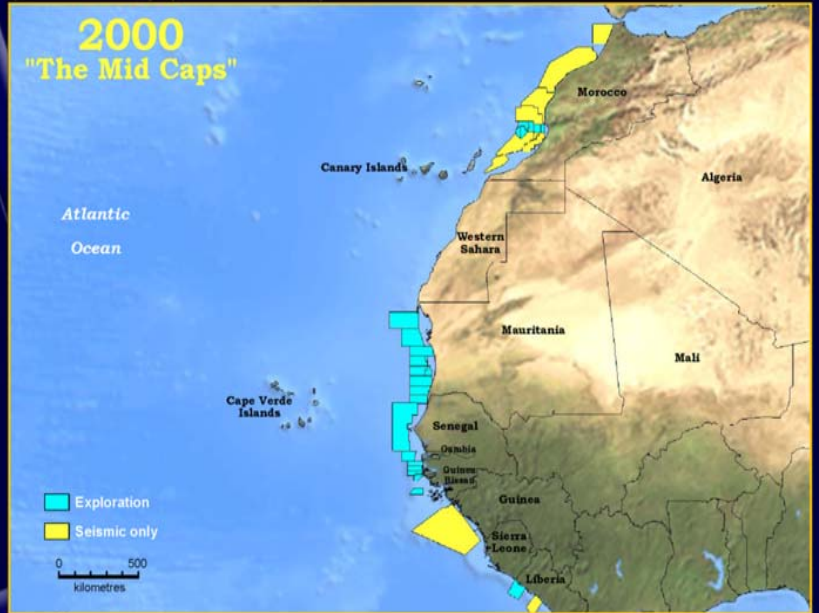 2000
"The Mid Caps"
Morocco
Canary Islands
Algeria
Atlantic
Ocean
Western
Sahara
Mauritania
Mali
Cape Verde
Islands
Senegal
Gambia
Guinea
Bissau
Guinea
Exploration
Seismic only
Sierra
Leone
0 500
kilometres
Liberia